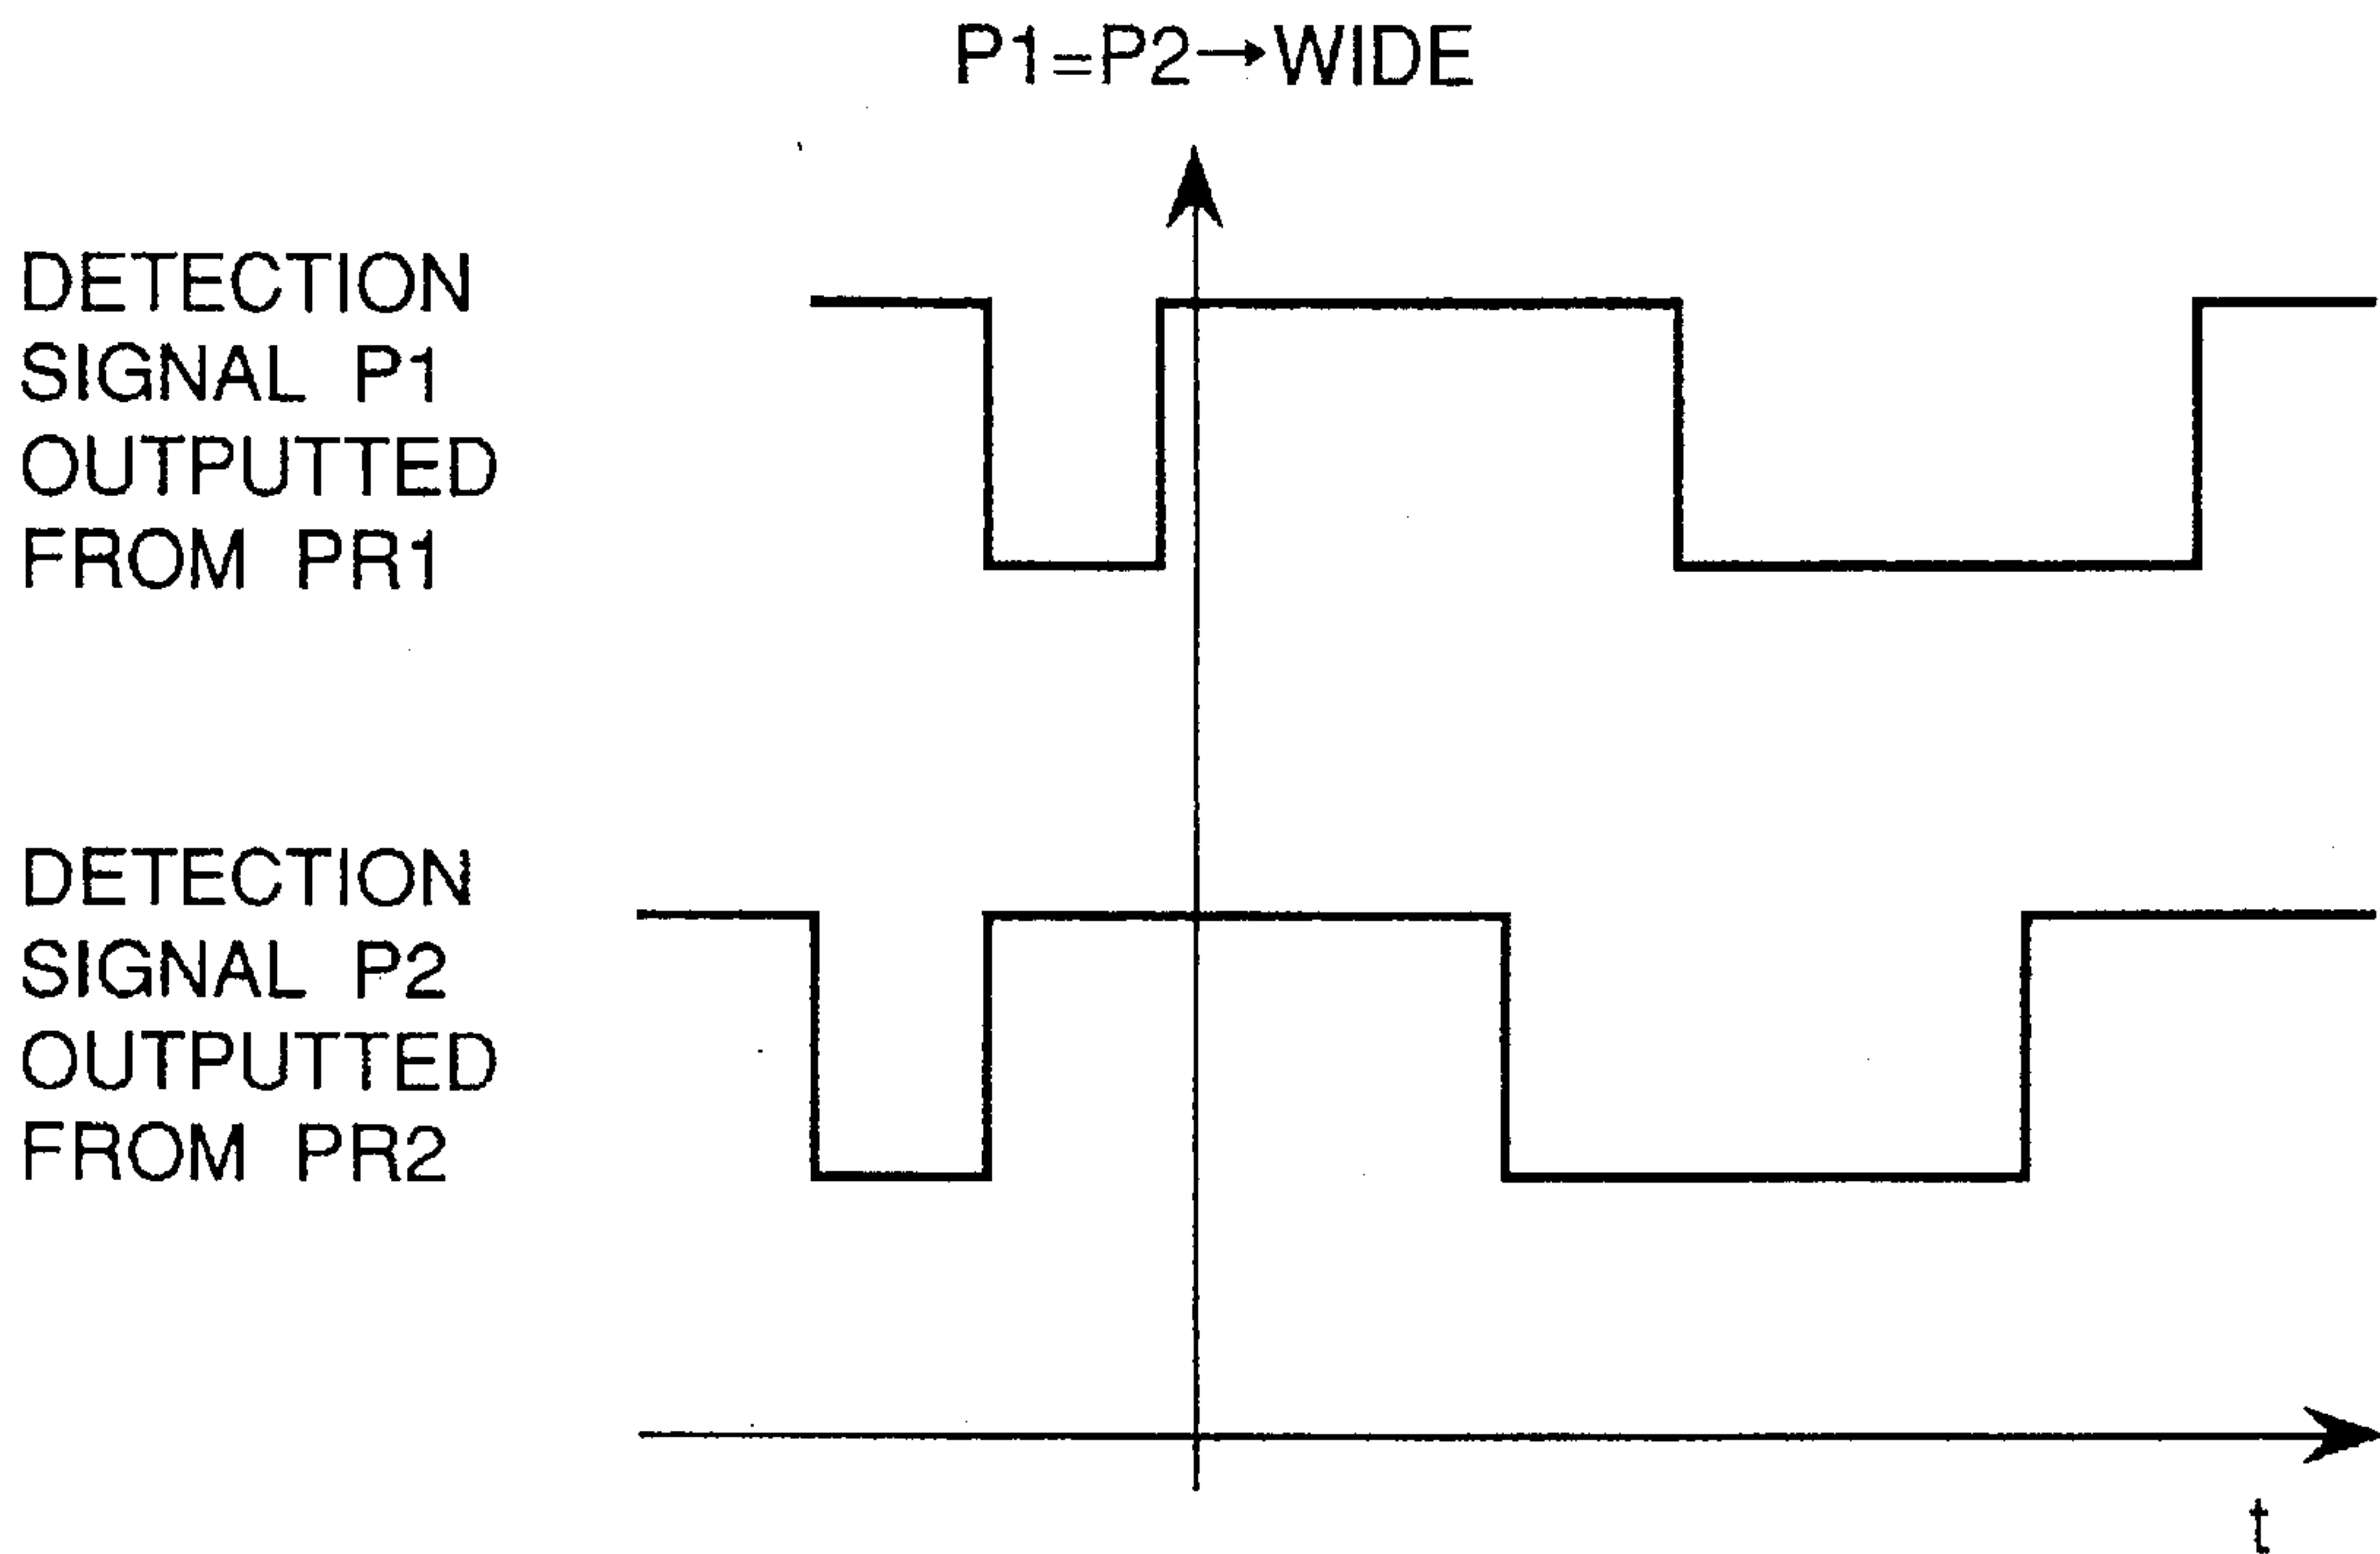 P1=P2→WIDE
DETECTION
SIGNAL P1
OUTPUTTED
FROM PR1
DETECTION
SIGNAL P2
OUTPUTTED
FROM PR2
t